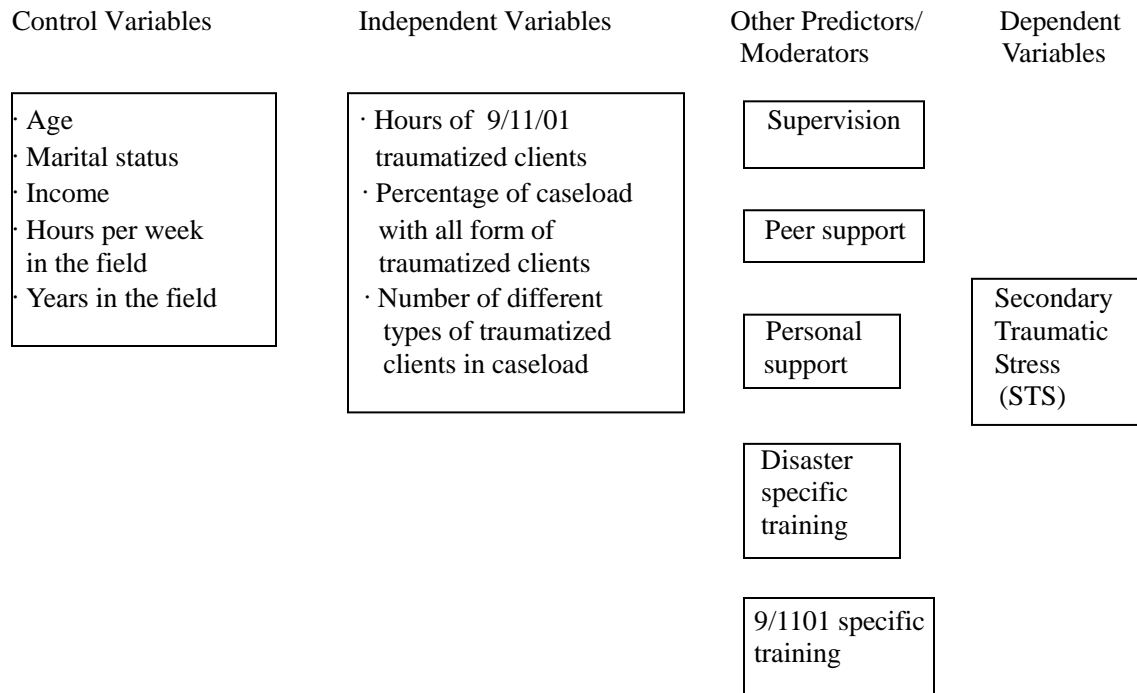 Control Variables
Independent Variables
Other Predictors/
Moderators
Dependent
Variables
· Age
· Marital status
· Income
· Hours per week
in the field
· Years in the field
· Hours of 9/11/01
traumatized clients
· Percentage of caseload
with all form of
traumatized clients
· Number of different
types of traumatized
clients in caseload
Supervision
Peer support
Personal
support
Disaster
specific
training
9/1101 specific
training
Secondary
Traumatic
Stress
(STS)